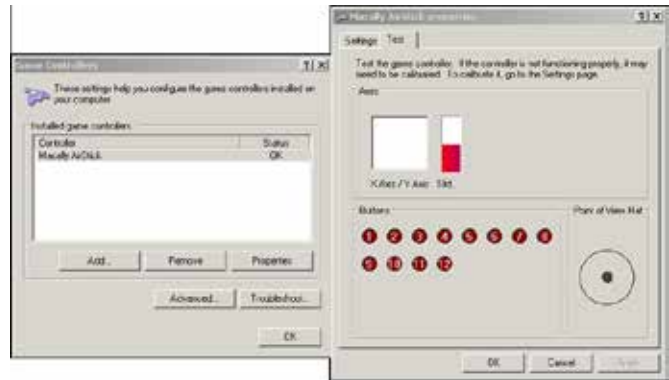 Game Controllers
These settings help you configure the game controllers installed on
your computer.
Installed game controllers
Controller Status
Macally AirStick OK
Add... Remove Properties
Advanced... Troubleshoot...
OK
Macally AirStick properties
Settings Test
Test the game controller. If the controller is not functioning properly, it may
need to be calibrated. To calibrate it, go to the Settings page.
Axes
X Axis / Y Axis
Buttons
1 2 3 4 5 6 7 8
9 10 11 12
Point of View Hat
OK Cancel Apply